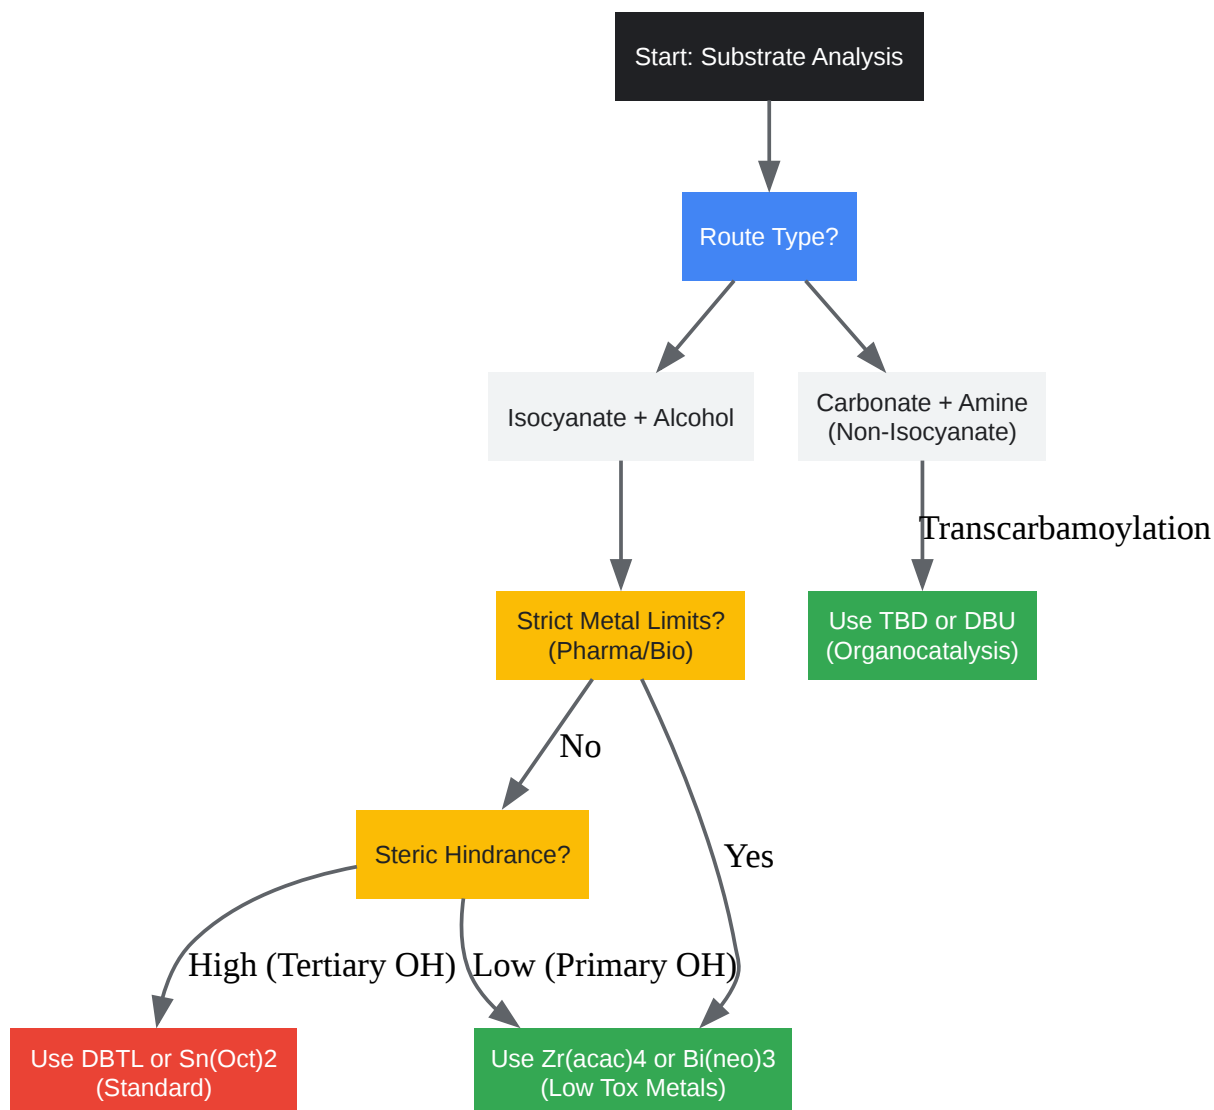 Start: Substrate Analysis
Route Type?
Isocyanate + Alcohol
Carbonate + Amine
(Non-Isocyanate)
Transcarbamoylation
Strict Metal Limits?
(Pharma/Bio)
Use TBD or DBU
(Organocatalysis)
No
Steric Hindrance?
Yes
High (Tertiary OH)
Low (Primary OH)
Use DBTL or Sn(Oct)2
(Standard)
Use Zr(acac)4 or Bi(neo)3
(Low Tox Metals)